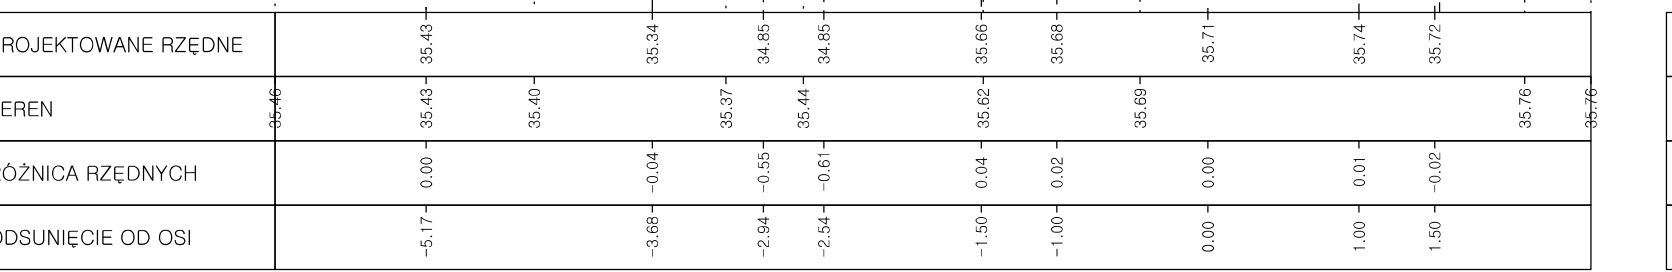 ROJEKTOWANE RZĘDNE 35.43 35.34 34.85 34.85 35.66 35.68 35.71 35.74 35.72
EREN 35.46 35.43 35.40 35.37 35.44 35.62 35.69 35.76 35.76
ÓŻNICA RZĘDNYCH 0.00 -0.04 -0.55 -0.61 0.04 0.02 0.00 0.01 -0.02
ODSUNIĘCIE OD OSI -5.17 -3.68 -2.94 -2.54 -1.50 -1.00 0.00 1.00 1.50